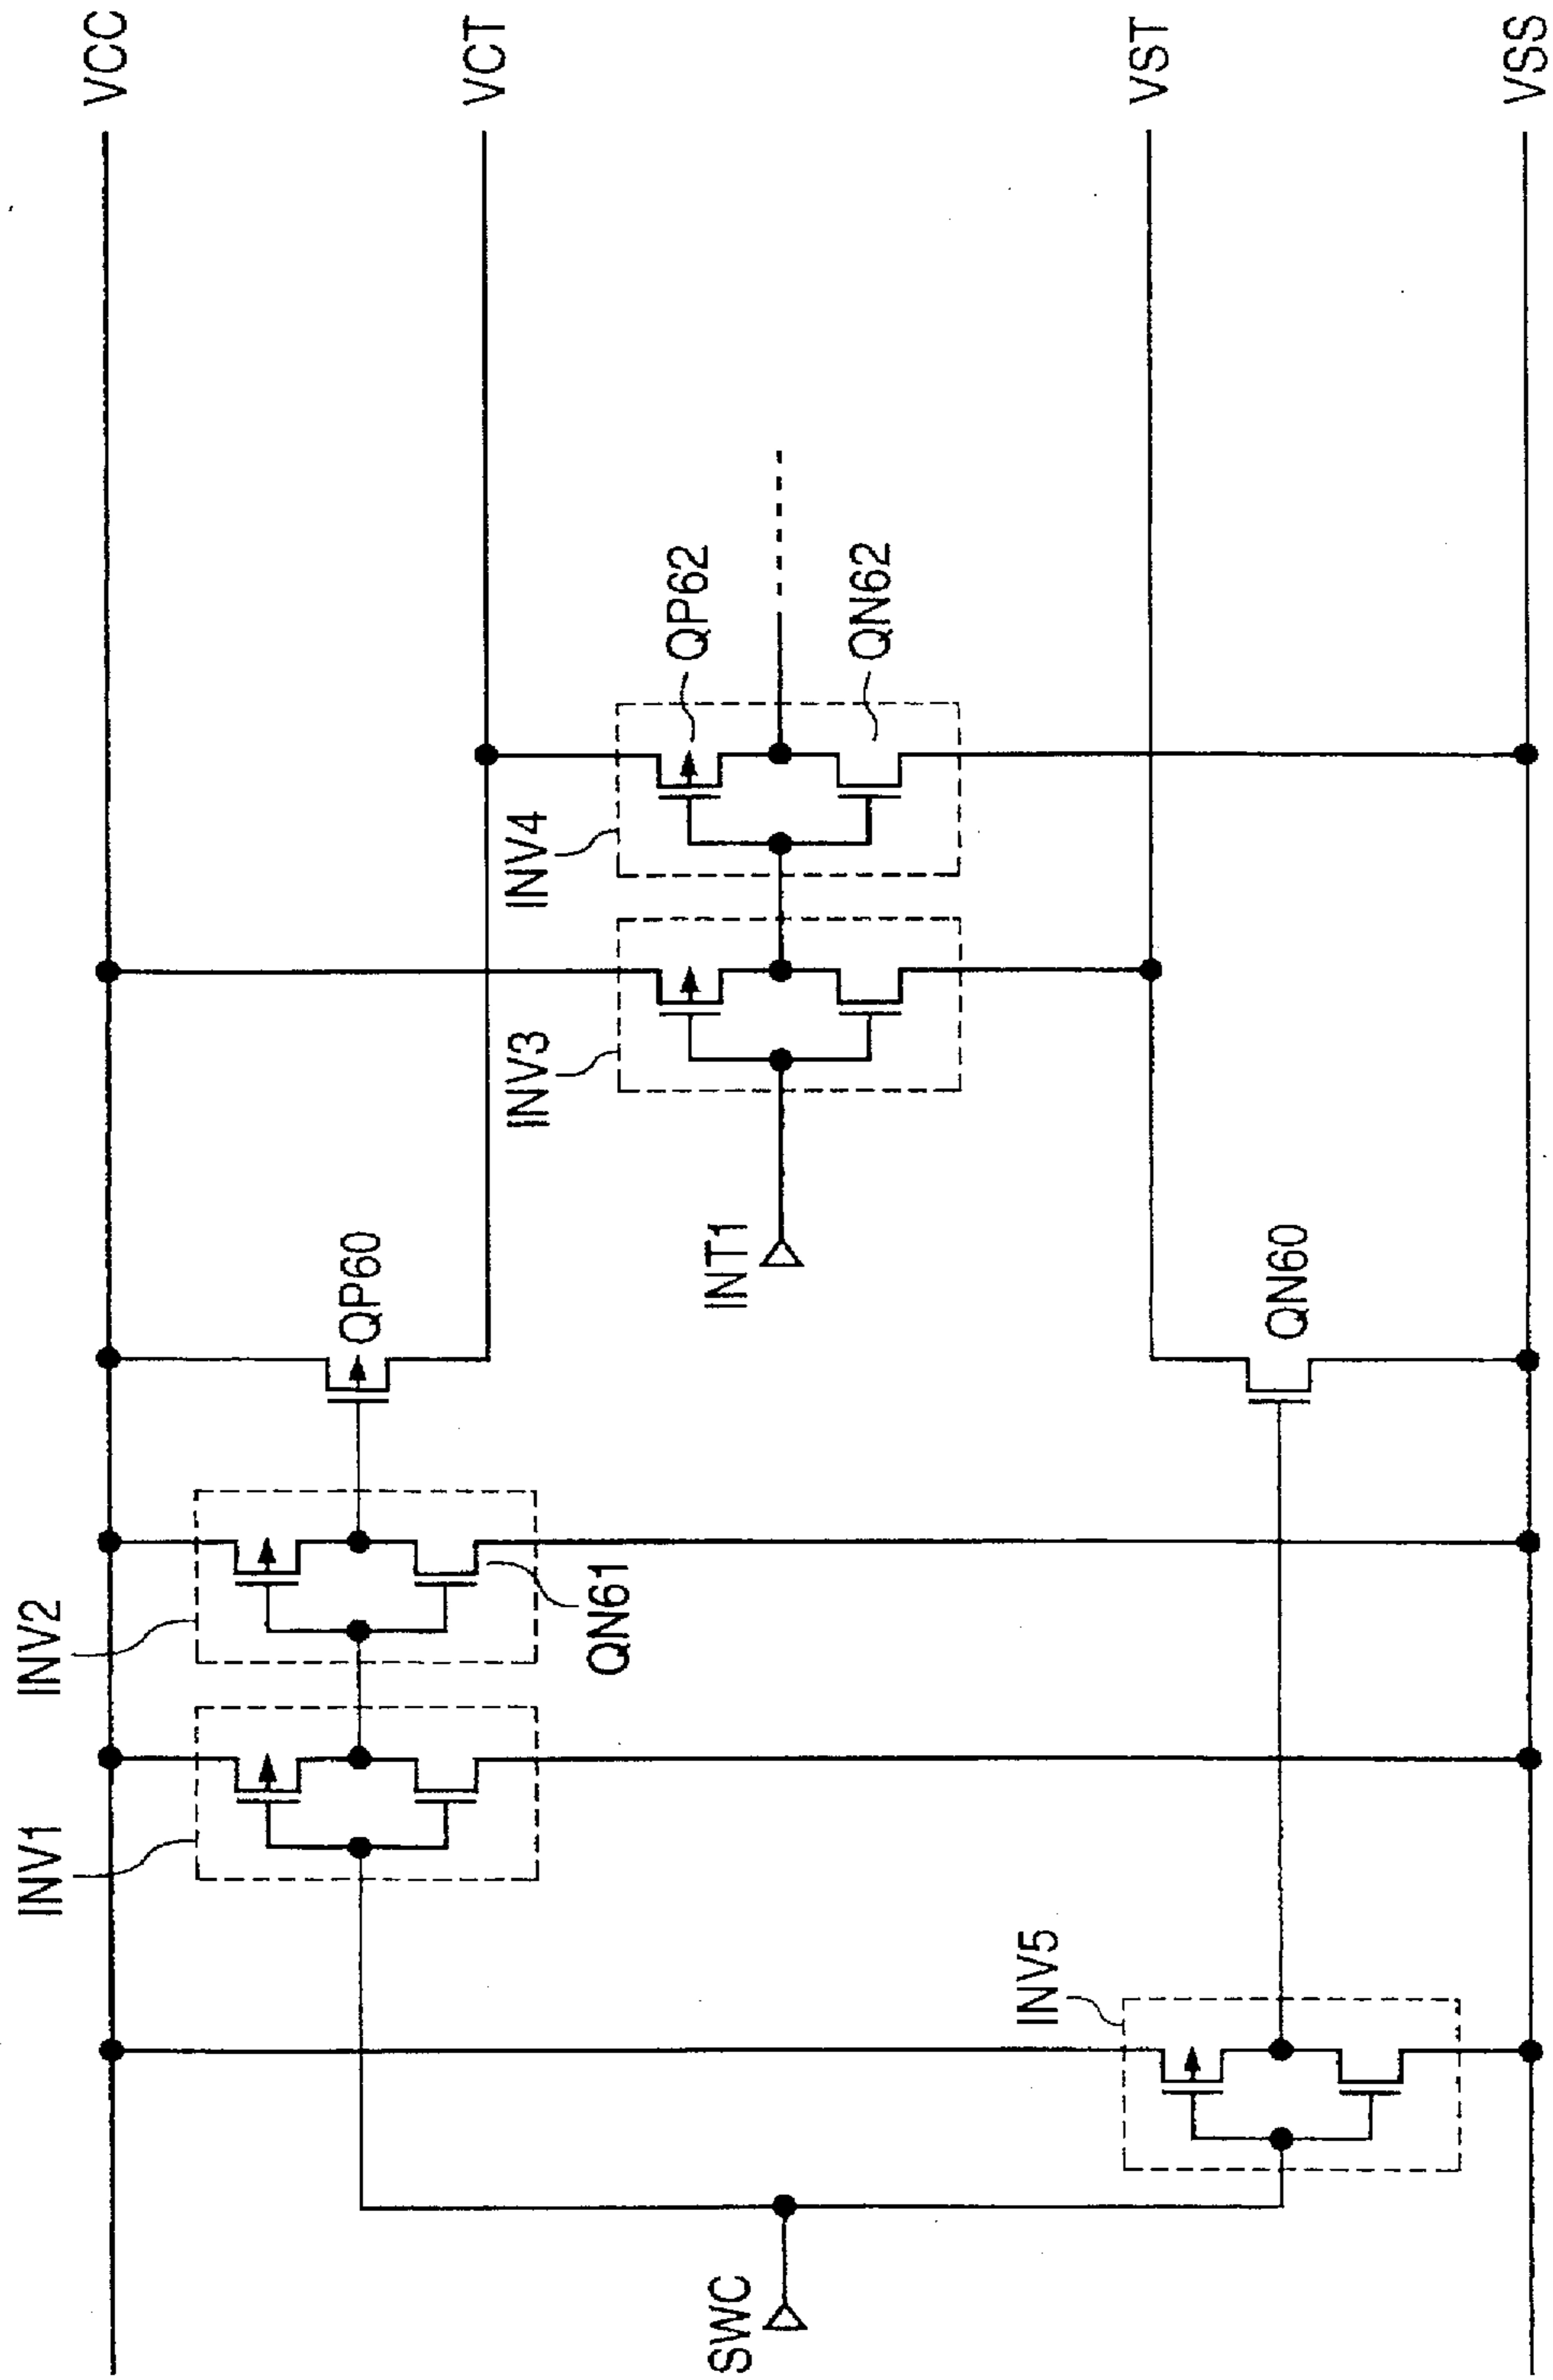 VCC
VCT
VST
VSS
QP62
QN62
INV4
INV3
INT1
QP60
QN60
INV2
QN61
INV1
INV5
SWC